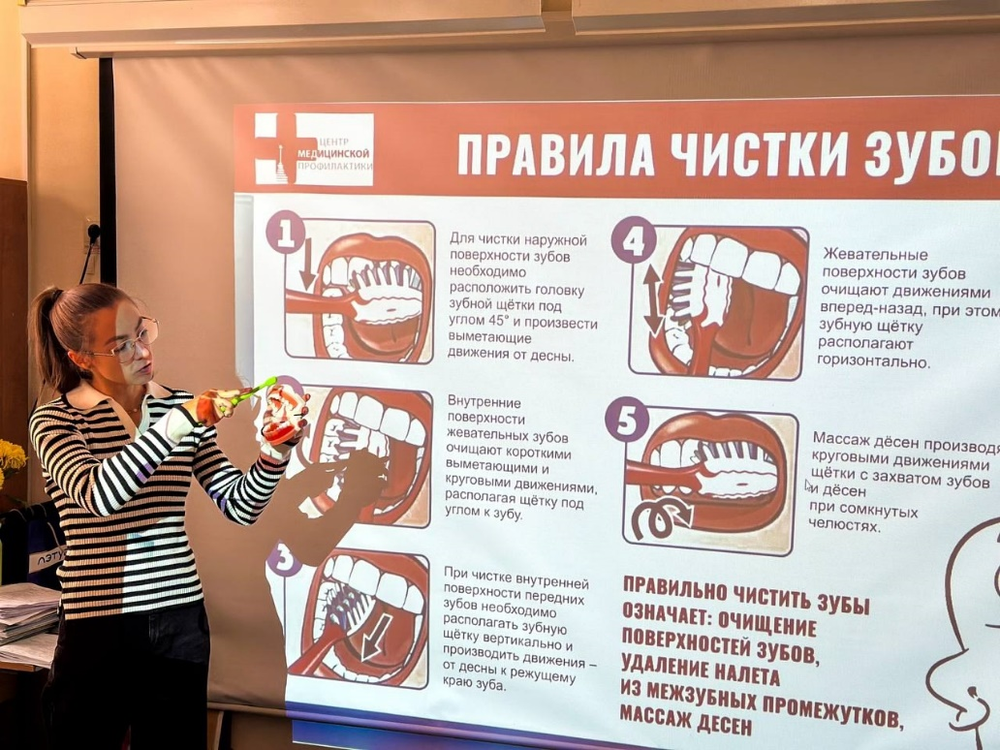 ЦЕНТР
МЕДИЦИНСКОЙ
ПРОФИЛАКТИКИ
ПРАВИЛА ЧИСТКИ ЗУБО
1
Для чистки наружной
поверхности зубов
необходимо
расположить головку
зубной щётки под
углом 45° и произвести
выметающие
движения от десны.
Внутренние
поверхности
жевательных зубов
очищают короткими
выметающими и
круговыми движениями,
располагая щётку под
углом к зубу.
3
При чистке внутренней
поверхности передних
зубов необходимо
располагать зубную
щётку вертикально и
производить движения –
от десны к режущему
краю зуба.
4
Жевательные
поверхности зубов
очищают движениями
вперед-назад, при этом
зубную щётку
располагают
горизонтально.
5
Массаж дёсен производя
круговыми движениями
щётки с захватом зубов
и дёсен
при сомкнутых
челюстях.
ПРАВИЛЬНО ЧИСТИТЬ ЗУБЫ
ОЗНАЧАЕТ: ОЧИЩЕНИЕ
ПОВЕРХНОСТЕЙ ЗУБОВ,
УДАЛЕНИЕ НАЛЕТА
ИЗ МЕЖЗУБНЫХ ПРОМЕЖУТКОВ,
МАССАЖ ДЕСЕН